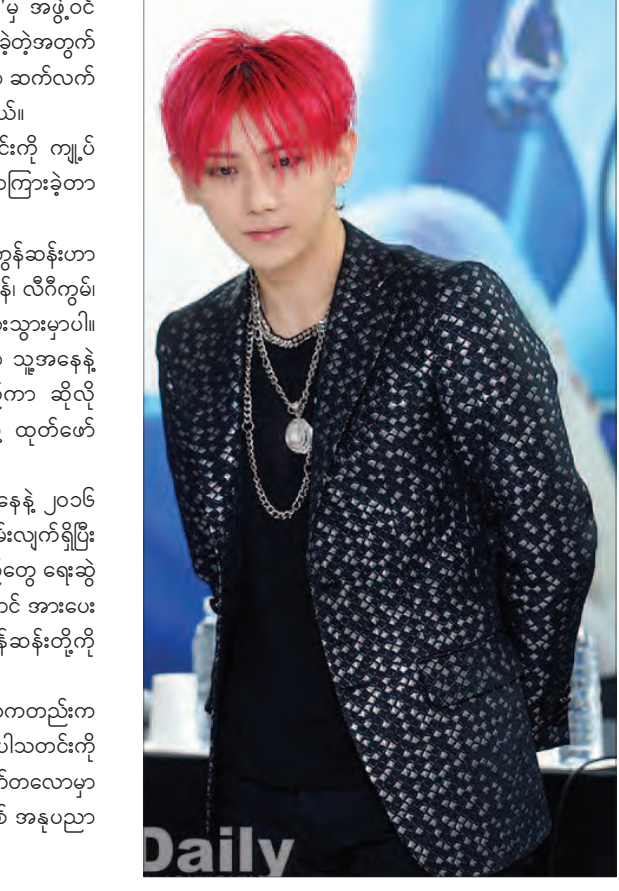 မှ အဖွဲ့ဝင်
ခဲ့တဲ့အတွက်
ဆက်လက်
ယ်။
င်းကို ကျုပ်
ကြားခဲ့တာ
ကွန်ဆန်းဟာ
န်၊ လီဂီကွမ်၊
းသွားမှာပါ။
သူ့အနေနဲ့
ကာ ဆိုလို
ထုတ်ဖော်
နေနဲ့ ၂၀၁၆
မ်းလျက်ရှိပြီး
တွေ ရေးဆွဲ
ာင် အားပေး
န်ဆန်းတို့ကို
ကတည်းက
ပါသတင်းကို
က်တလောမှာ
စ် အနုပညာ
Daily